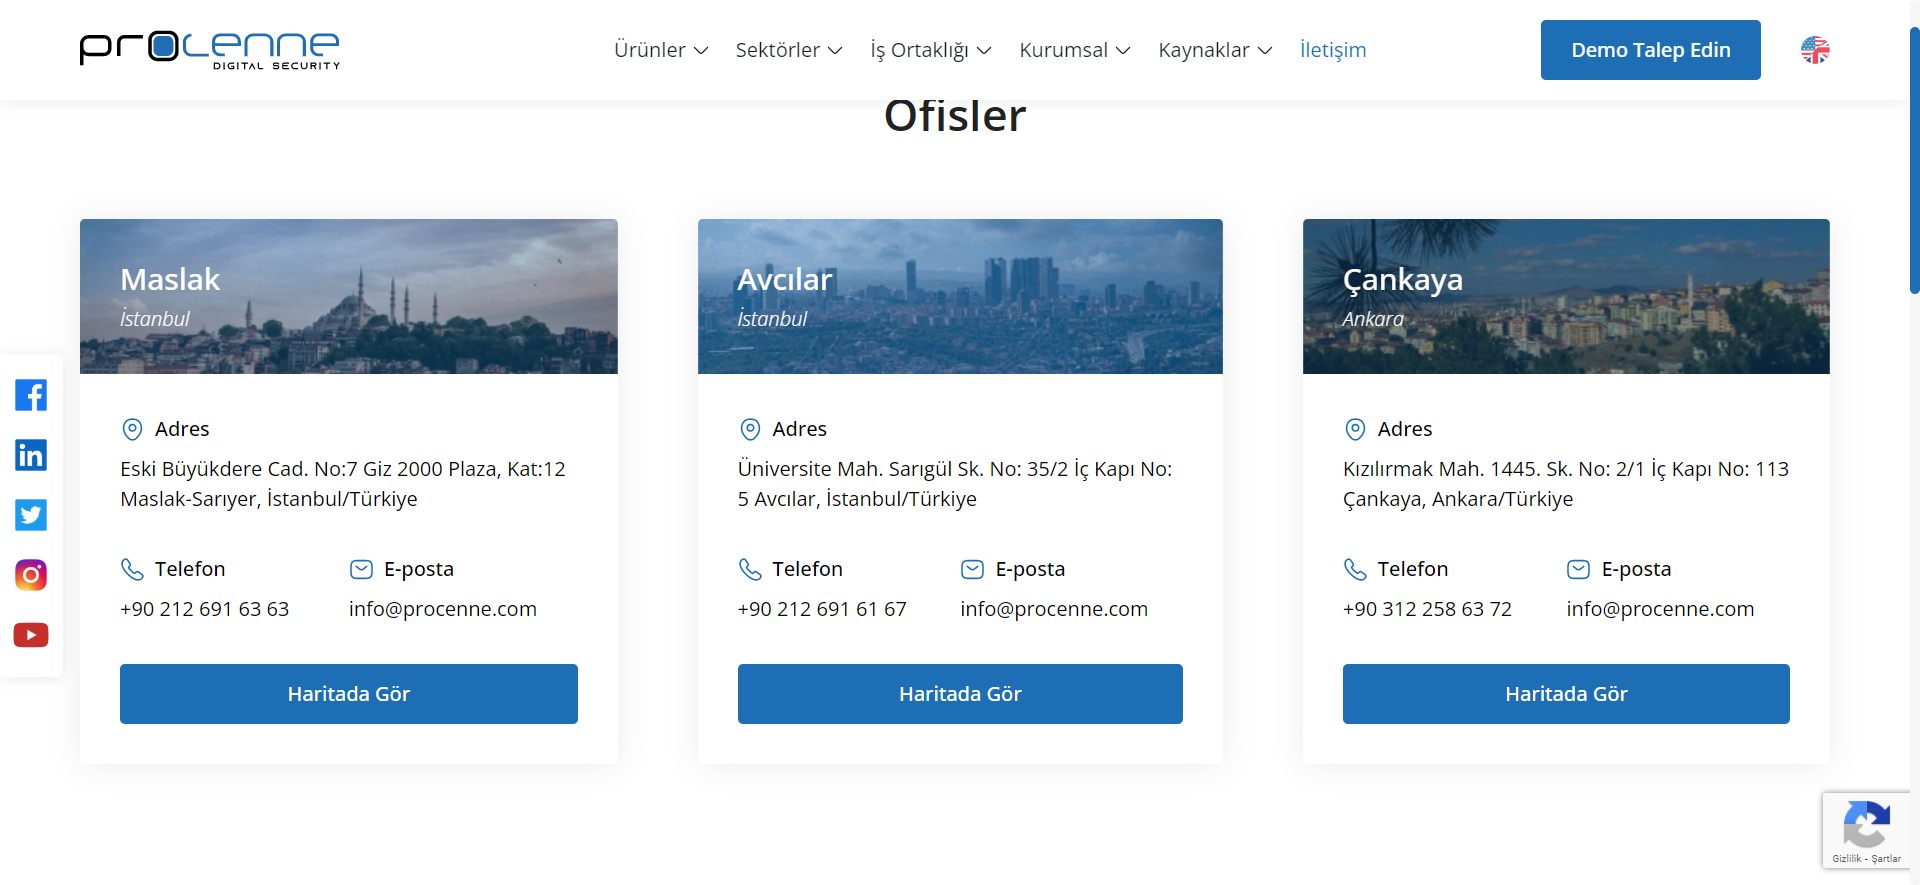 procenne
DIGITAL SECURITY
Ürünler
Sektörler
İş Ortaklığı
Kurumsal
Kaynaklar
İletişim
Demo Talep Edin
Ofisler
Maslak
İstanbul
Adres
Eski Büyükdere Cad. No:7 Giz 2000 Plaza, Kat:12
Maslak-Sarıyer, İstanbul/Türkiye
Telefon
+90 212 691 63 63
E-posta
info@procenne.com
Haritada Gör
Avcılar
İstanbul
Adres
Üniversite Mah. Sarıgül Sk. No: 35/2 İç Kapı No:
5 Avcılar, İstanbul/Türkiye
Telefon
+90 212 691 61 67
E-posta
info@procenne.com
Haritada Gör
Çankaya
Ankara
Adres
Kızılırmak Mah. 1445. Sk. No: 2/1 İç Kapı No: 113
Çankaya, Ankara/Türkiye
Telefon
+90 312 258 63 72
E-posta
info@procenne.com
Haritada Gör
Gizlilik - Şartlar